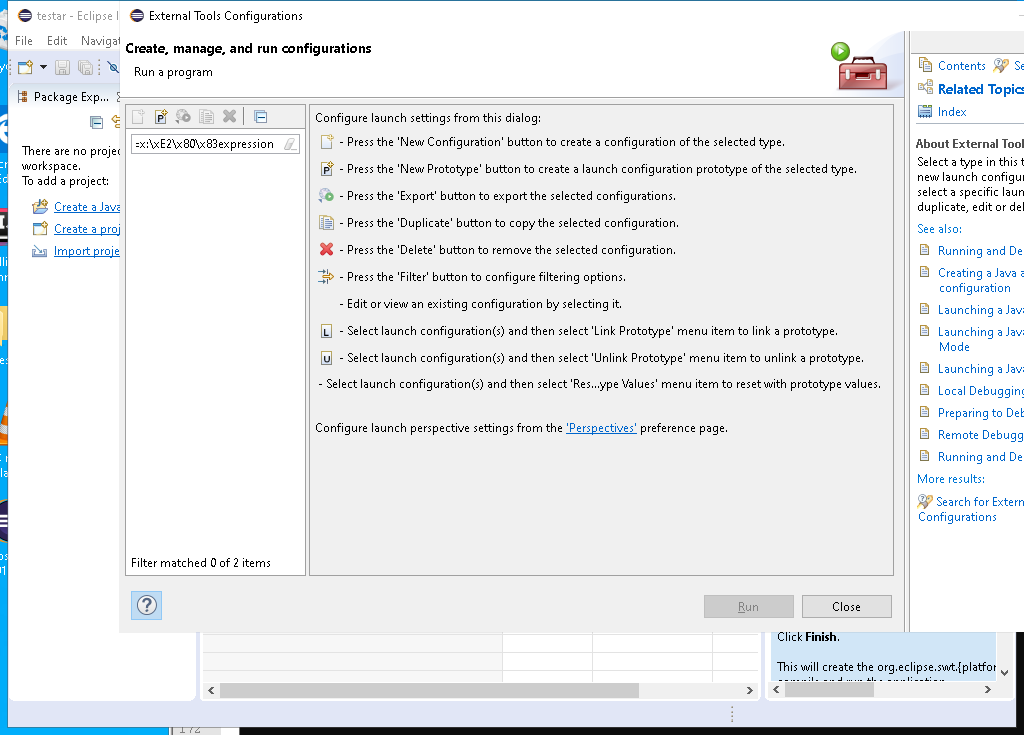 testar - Eclipse I
External Tools Configurations
File Edit Navigat
Create, manage, and run configurations
Run a program
Package Exp...
=x:\xE2\x80\x83expression
There are no projec
workspace.
To add a project:
Create a Java
Create a proj
Import proje
Configure launch settings from this dialog:
- Press the 'New Configuration' button to create a configuration of the selected type.
- Press the 'New Prototype' button to create a launch configuration prototype of the selected type.
- Press the 'Export' button to export the selected configurations.
- Press the 'Duplicate' button to copy the selected configuration.
- Press the 'Delete' button to remove the selected configuration.
- Press the 'Filter' button to configure filtering options.
- Edit or view an existing configuration by selecting it.
L - Select launch configuration(s) and then select 'Link Prototype' menu item to link a prototype.
U - Select launch configuration(s) and then select 'Unlink Prototype' menu item to unlink a prototype.
- Select launch configuration(s) and then select 'Res...ype Values' menu item to reset with prototype values.
Configure launch perspective settings from the 'Perspectives' preference page.
Filter matched 0 of 2 items
Run
Close
Contents Se
Related Topics
Index
About External Tool
Select a type in this t
new launch configur
select a specific laun
duplicate, edit or del
See also:
Running and De
Creating a Java a
configuration
Launching a Java
Launching a Java
Mode
Launching a Java
Local Debugging
Preparing to Deb
Remote Debugg
Running and De
More results:
Search for Extern
Configurations
Click Finish.
This will create the org.eclipse.swt.{platfor
compile and run the application
172